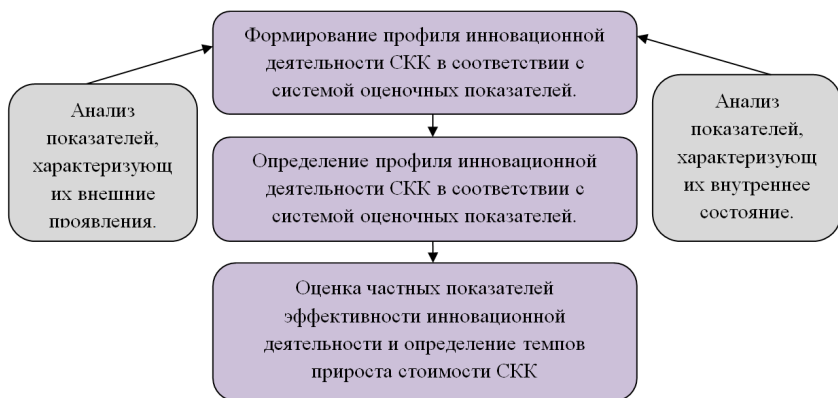 Формирование профиля инновационной
деятельности СКК в соответствии с
системой оценочных показателей.
Анализ
показателей,
характеризующ
их внешние
проявления.
Анализ
показателей,
характеризующ
их внутреннее
состояние.
Определение профиля инновационной
деятельности СКК в соответствии с
системой оценочных показателей.
Оценка частных показателей
эффективности инновационной
деятельности и определение темпов
прироста стоимости СКК